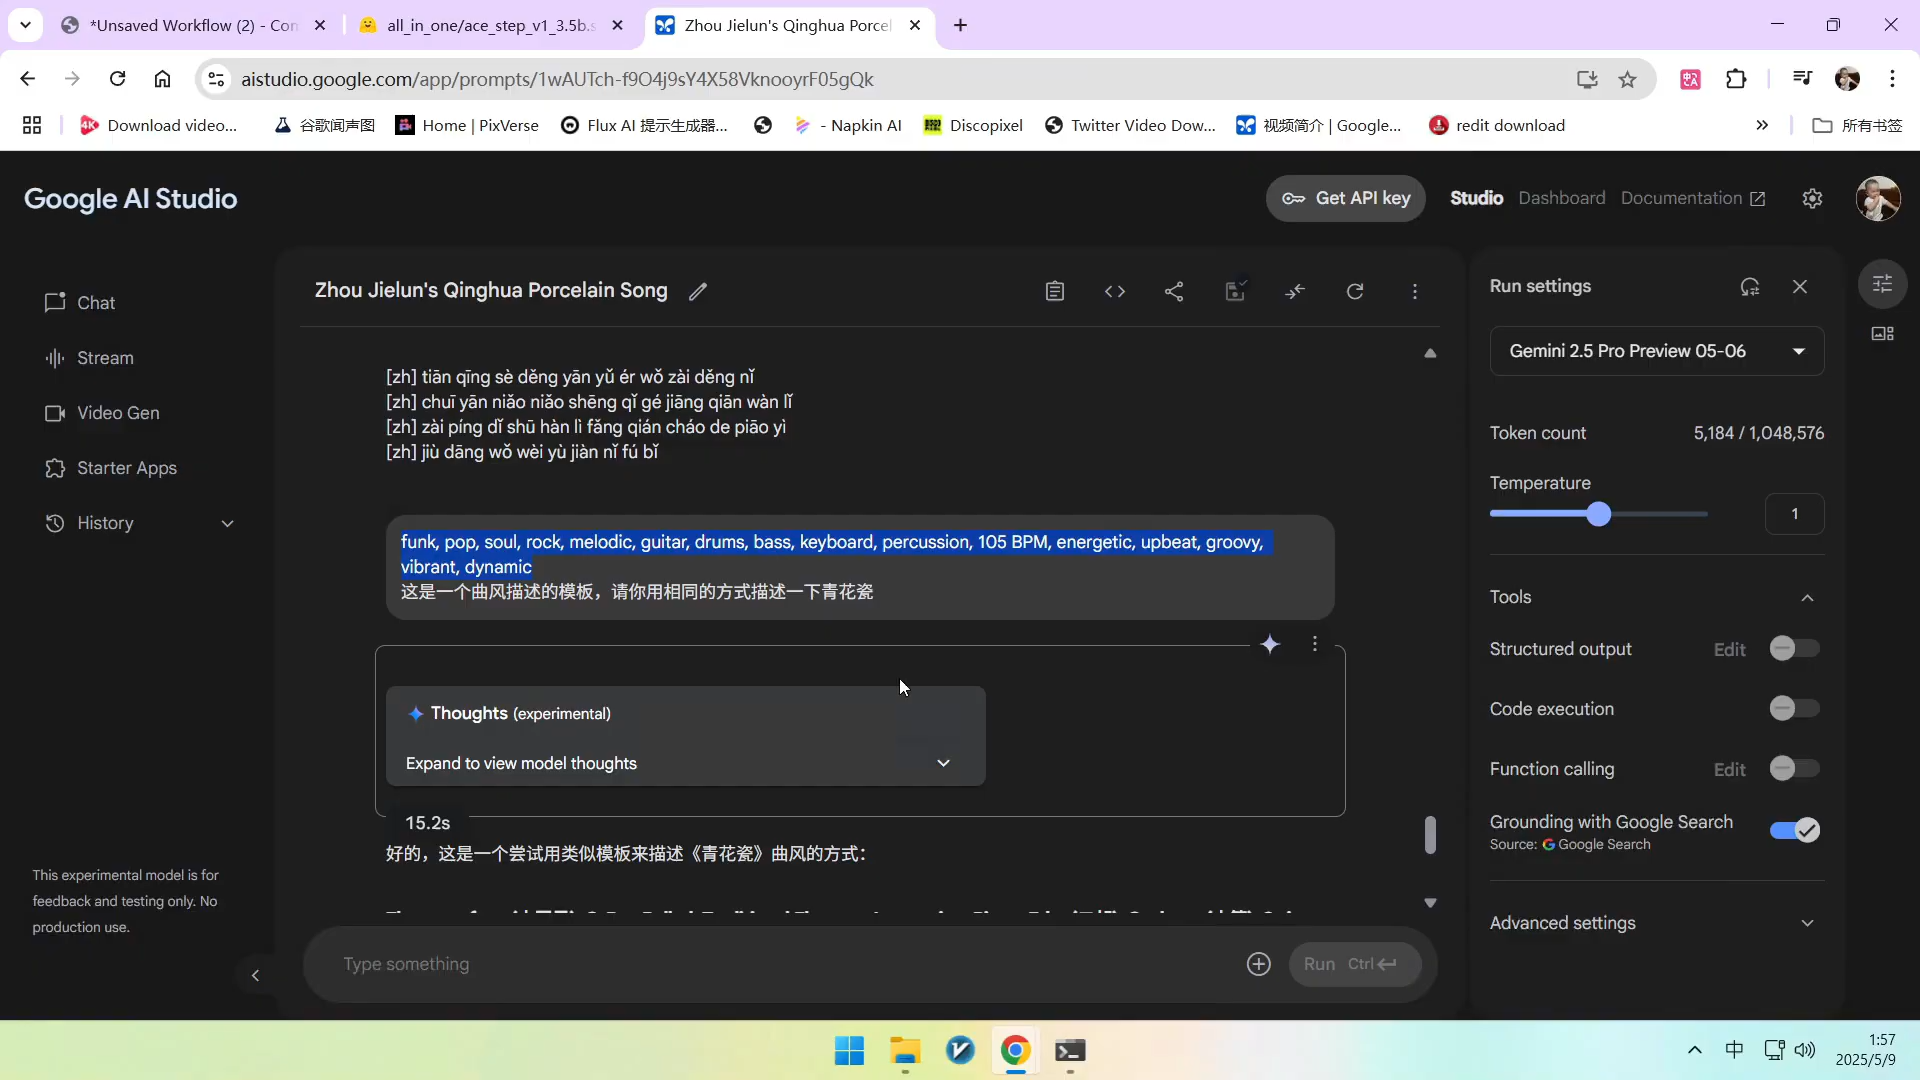 *Unsaved Workflow (2) - Con
all_in_one/ace_step_v1_3.5b.s
Zhou Jielun's Qinghua Porcel
aistudio.google.com/app/prompts/1wAUTch-f9O4j9sY4X58VknooyrF05gQk
Download video...
谷歌闻声图
Home | PixVerse
Flux AI 提示生成器...
- Napkin AI
Discopixel
Twitter Video Dow...
视频简介 | Google...
redit download
所有书签
Google AI Studio
Get API key
Studio
Dashboard
Documentation
Chat
Stream
Video Gen
Starter Apps
History
This experimental model is for
feedback and testing only. No
production use.
Zhou Jielun's Qinghua Porcelain Song
[zh] tiān qīng sè děng yān yǔ ér wǒ zài děng nǐ
[zh] chuī yān niǎo niǎo shēng qǐ gé jiāng qiān wàn lǐ
[zh] zài píng dǐ shū hàn lì fǎng qián cháo de piāo yì
[zh] jiù dāng wǒ wèi yù jiàn nǐ fú bǐ
funk, pop, soul, rock, melodic, guitar, drums, bass, keyboard, percussion, 105 BPM, energetic, upbeat, groovy,
vibrant, dynamic
这是一个曲风描述的模板，请你用相同的方式描述一下青花瓷
Thoughts (experimental)
Expand to view model thoughts
15.2s
好的，这是一个尝试用类似模板来描述《青花瓷》曲风的方式：
Type something
Run Ctrl
Run settings
Gemini 2.5 Pro Preview 05-06
Token count
5,184 / 1,048,576
Temperature
1
Tools
Structured output
Edit
Code execution
Function calling
Edit
Grounding with Google Search
Source: G Google Search
Advanced settings
中
1:57
2025/5/9